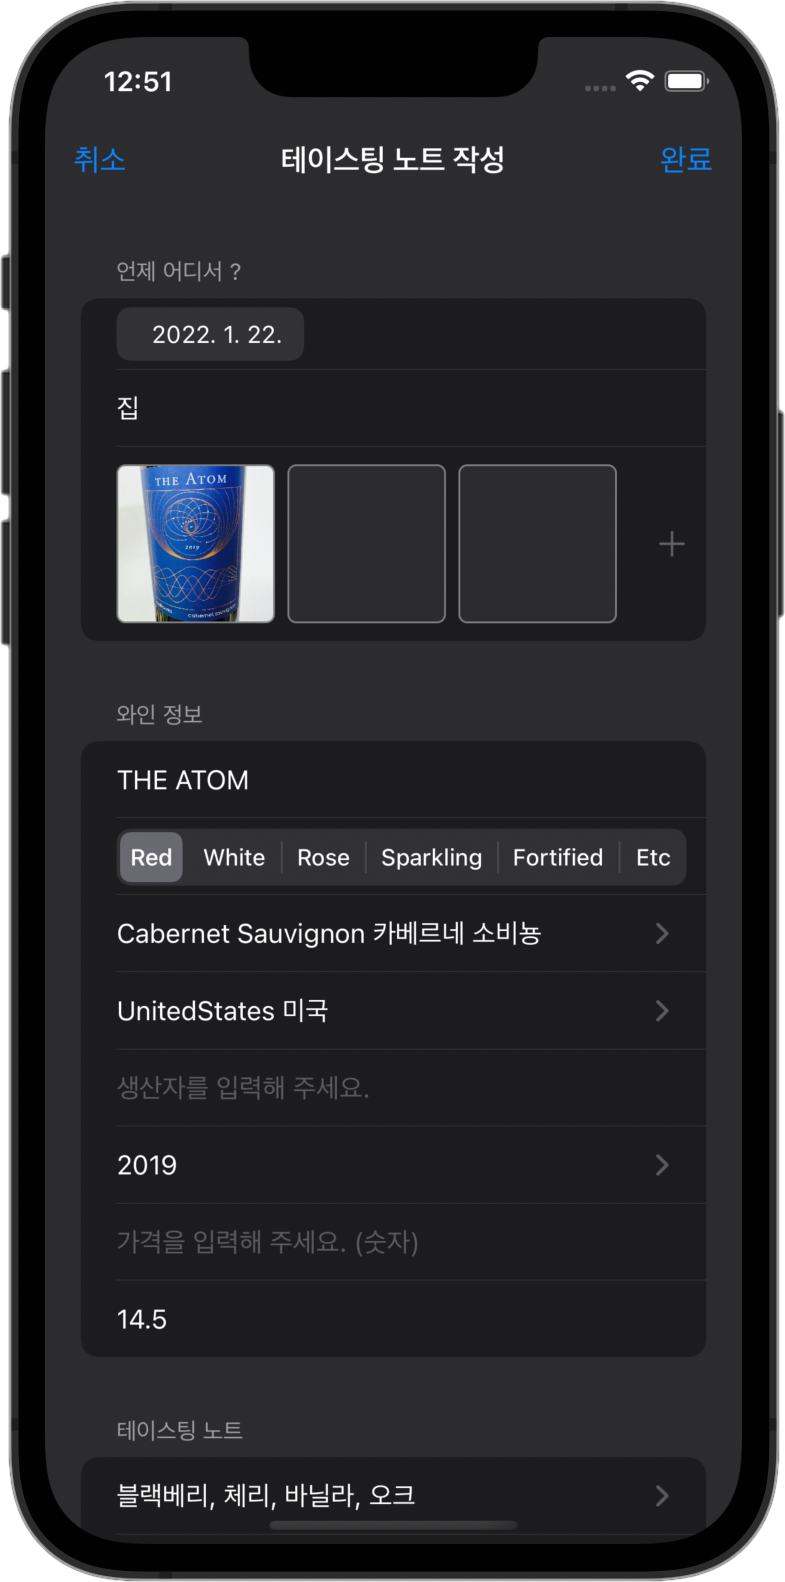 12:51
취소 테이스팅 노트 작성 완료
언제 어디서 ?
2022. 1. 22.
집
THE ATOM
2019
cabernet sauvignon
와인 정보
THE ATOM
Red White Rose Sparkling Fortified Etc
Cabernet Sauvignon 카베르네 소비뇽
UnitedStates 미국
생산자를 입력해 주세요.
2019
가격을 입력해 주세요. (숫자)
14.5
테이스팅 노트
블랙베리, 체리, 바닐라, 오크